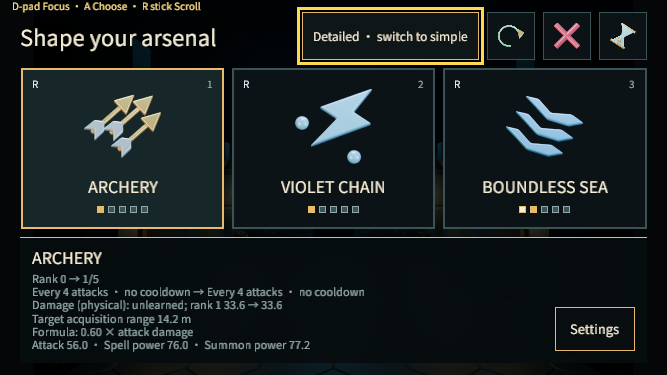 D-pad Focus • A Choose • R stick Scroll
Shape your arsenal
Detailed • switch to simple
R 1
ARCHERY
R 2
VIOLET CHAIN
R 3
BOUNDLESS SEA
ARCHERY
Rank 0 → 1/5
Every 4 attacks • no cooldown → Every 4 attacks • no cooldown
Damage (physical): unlearned; rank 1 33.6 → 33.6
Target acquisition range 14.2 m
Formula: 0.60 × attack damage
Attack 56.0 • Spell power 76.0 • Summon power 77.2
Settings